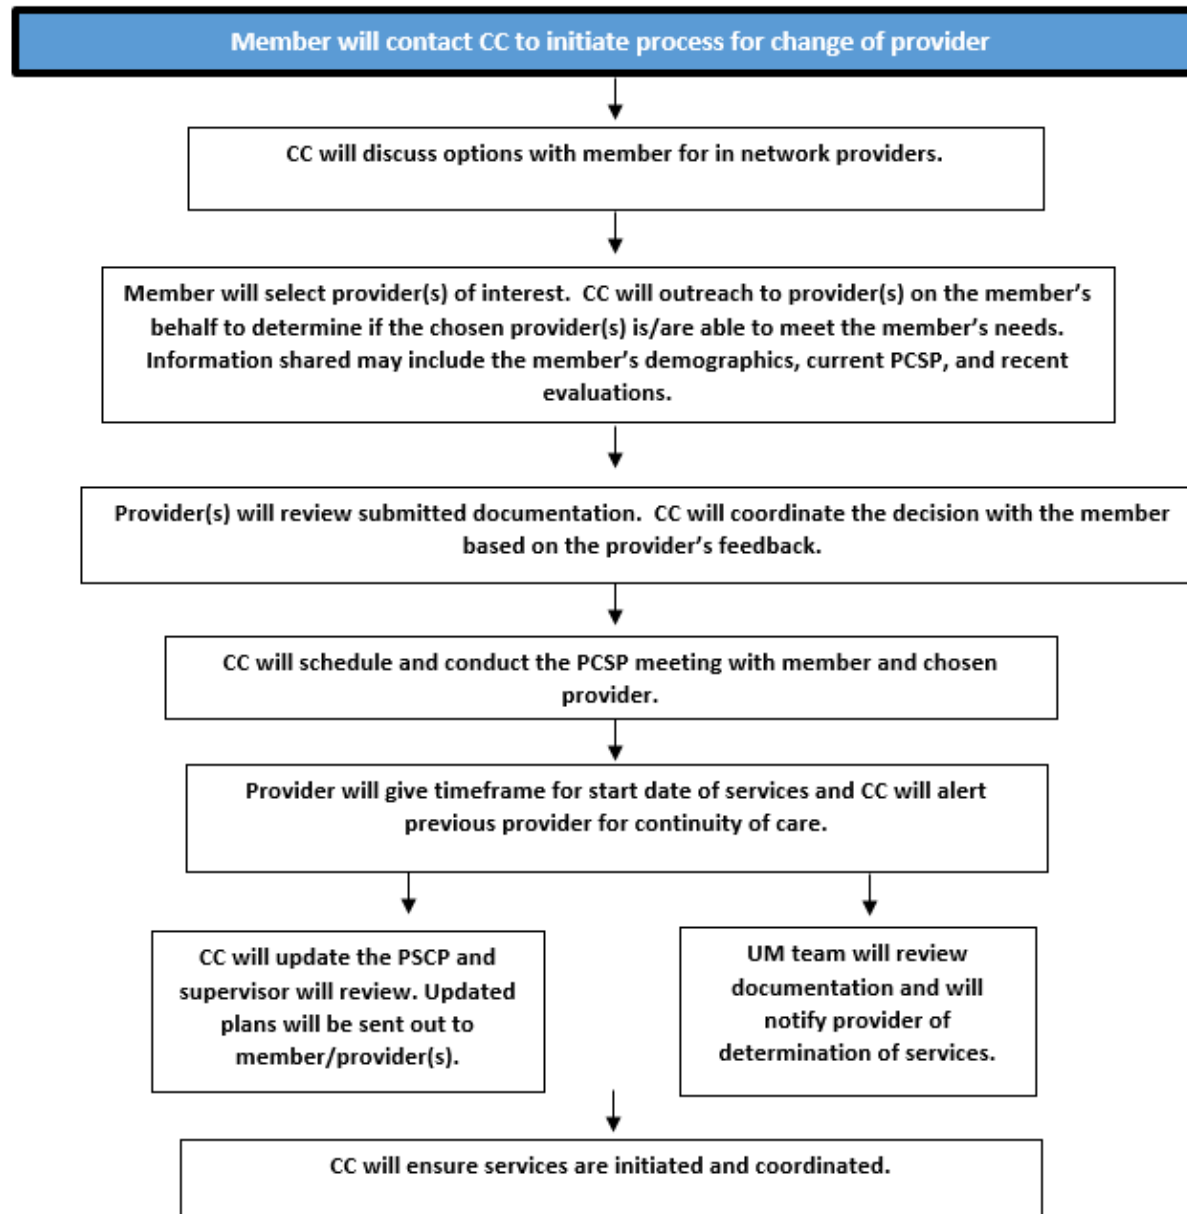 Member will contact CC to initiate process for change of provider
CC will discuss options with member for in network providers.
Member will select provider(s) of interest.  CC will outreach to provider(s) on the member’s
behalf to determine if the chosen provider(s) is/are able to meet the member’s needs.
Information shared may include the member’s demographics, current PCSP, and recent
evaluations.
Provider(s) will review submitted documentation.  CC will coordinate the decision with the member
based on the provider’s feedback.
CC will schedule and conduct the PCSP meeting with member and chosen
provider.
Provider will give timeframe for start date of services and CC will alert
previous provider for continuity of care.
CC will update the PSCP and
supervisor will review. Updated
plans will be sent out to
member/provider(s).
UM team will review
documentation and will
notify provider of
determination of services.
CC will ensure services are initiated and coordinated.